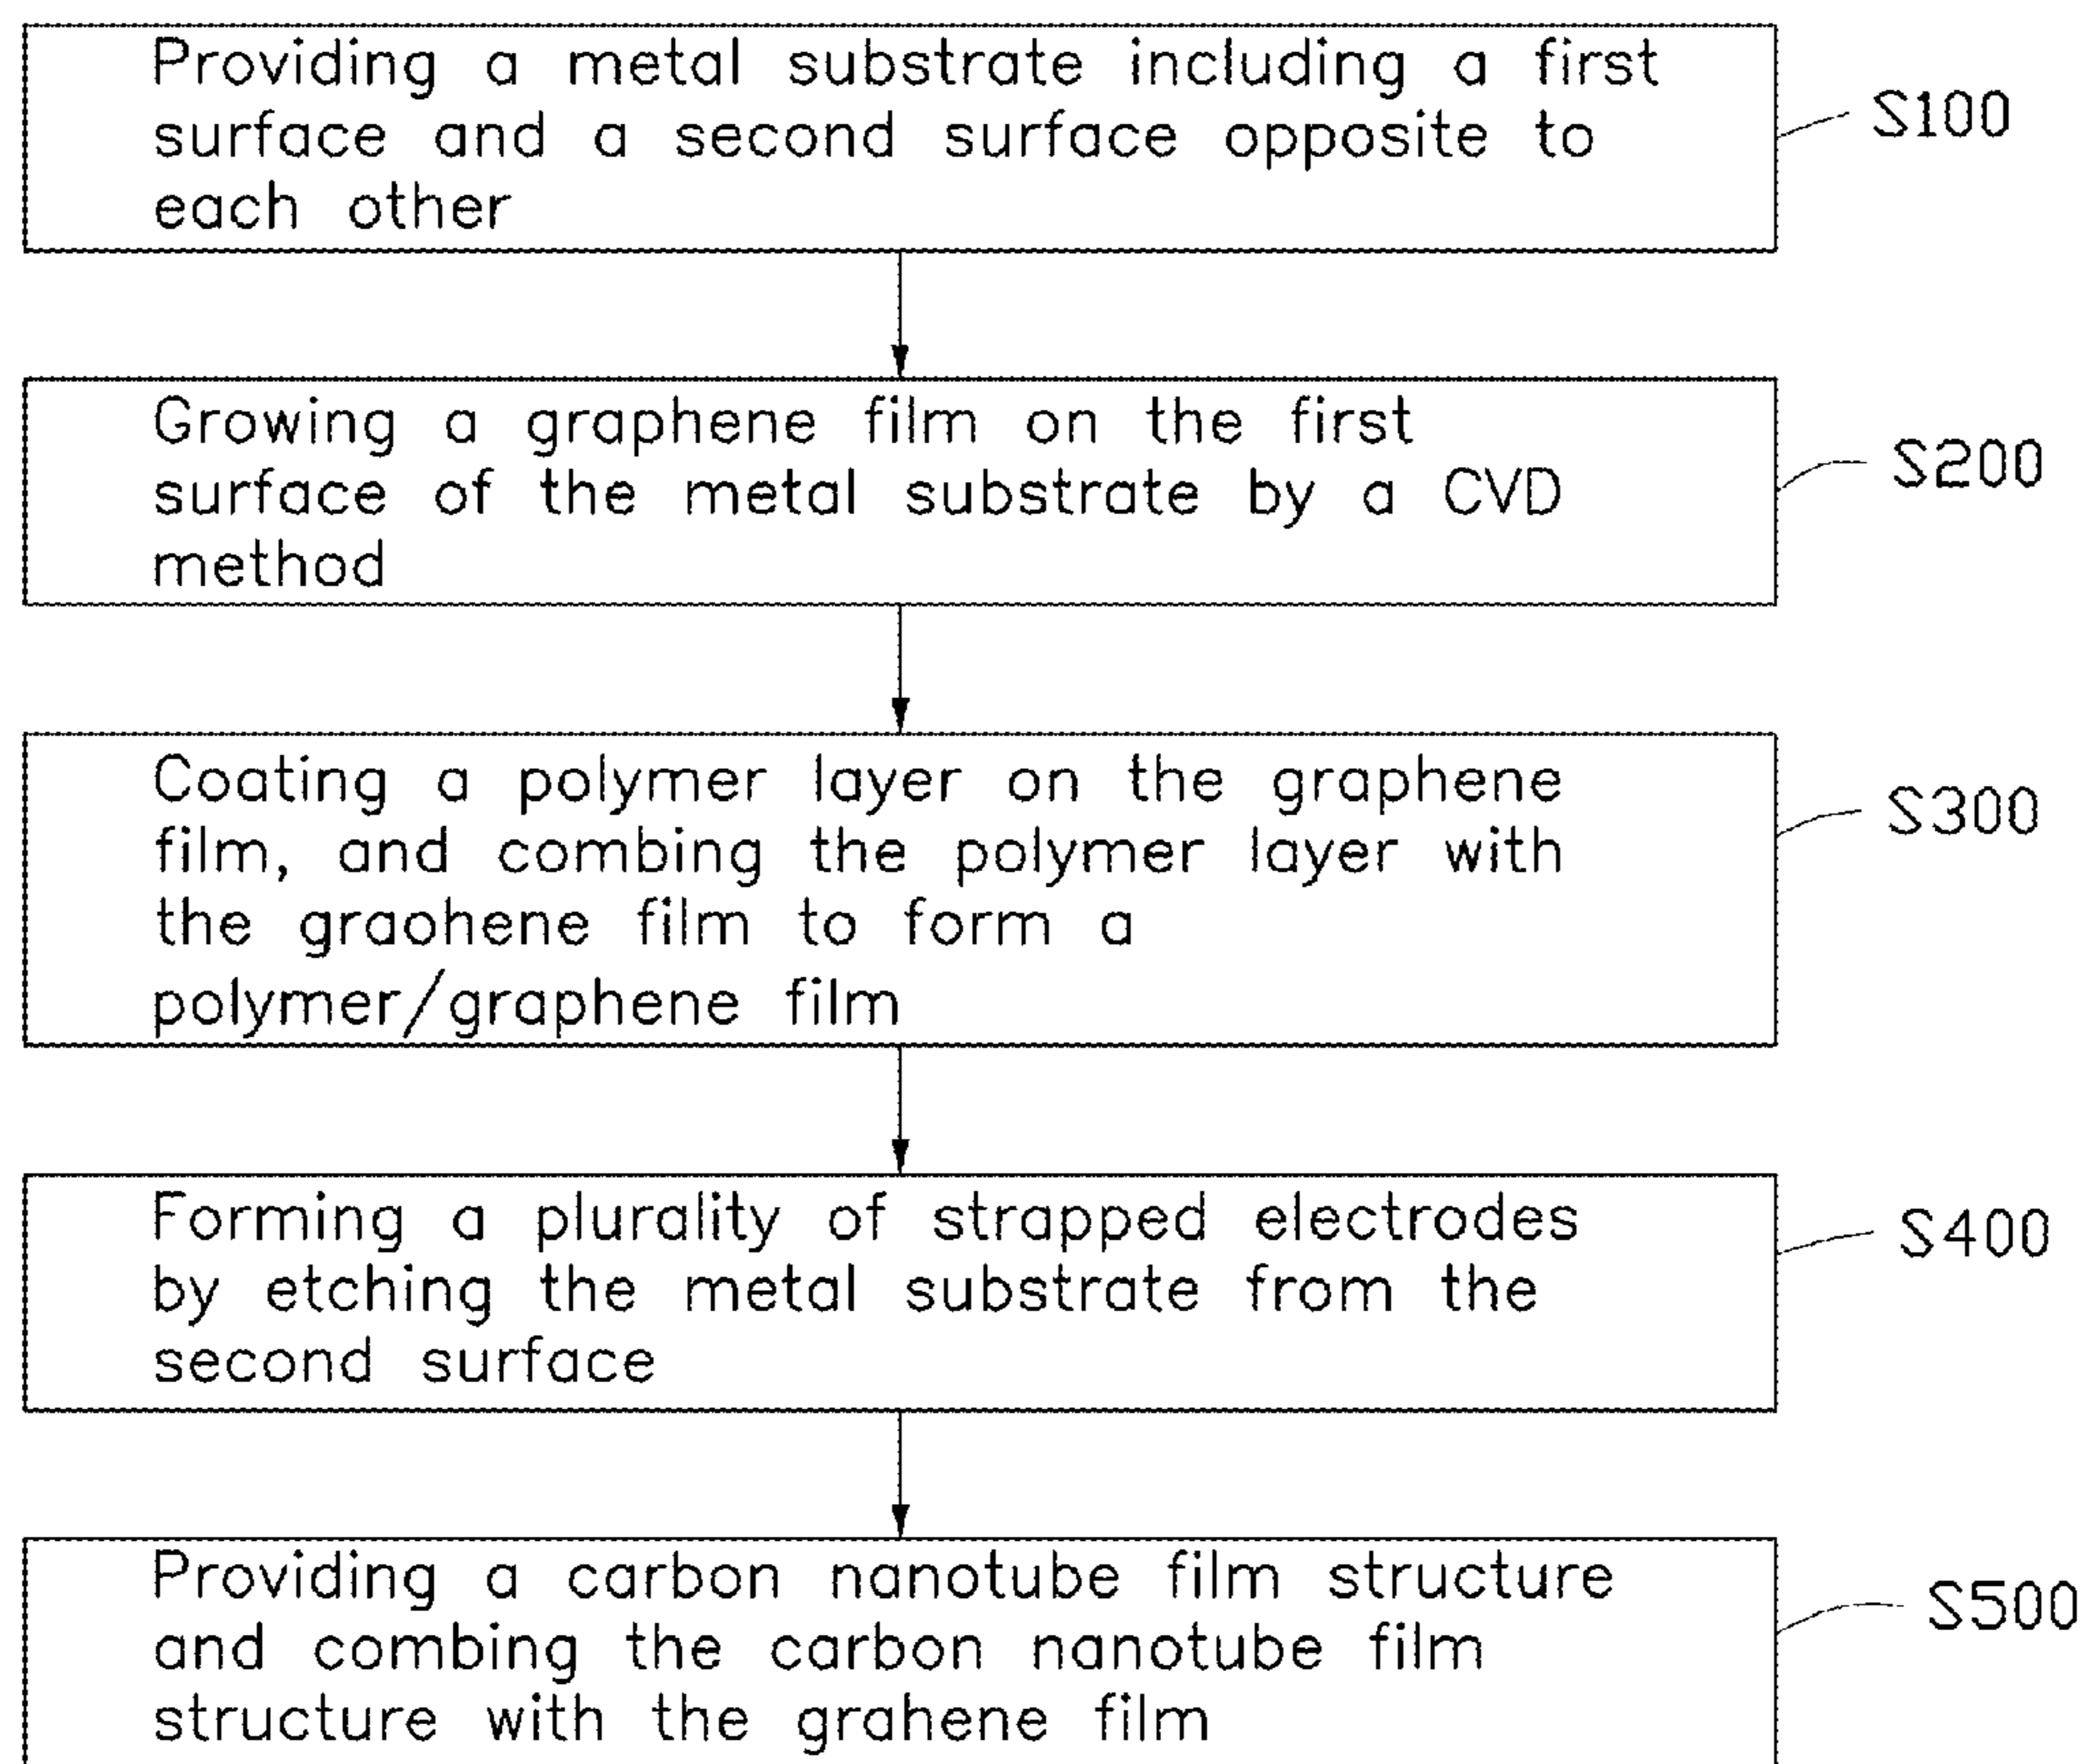 Providing a metal substrate including a first
surface and a second surface opposite to
each other
S100
Growing a graphene film on the first
surface of the metal substrate by a CVD
method
S200
Coating a polymer layer on the graphene
film, and combing the polymer layer with
the graohene film to form a
polymer/graphene film
S300
Forming a plurality of strapped electrodes
by etching the metal substrate from the
second surface
S400
Providing a carbon nanotube film structure
and combing the carbon nanotube film
structure with the grahene film
S500